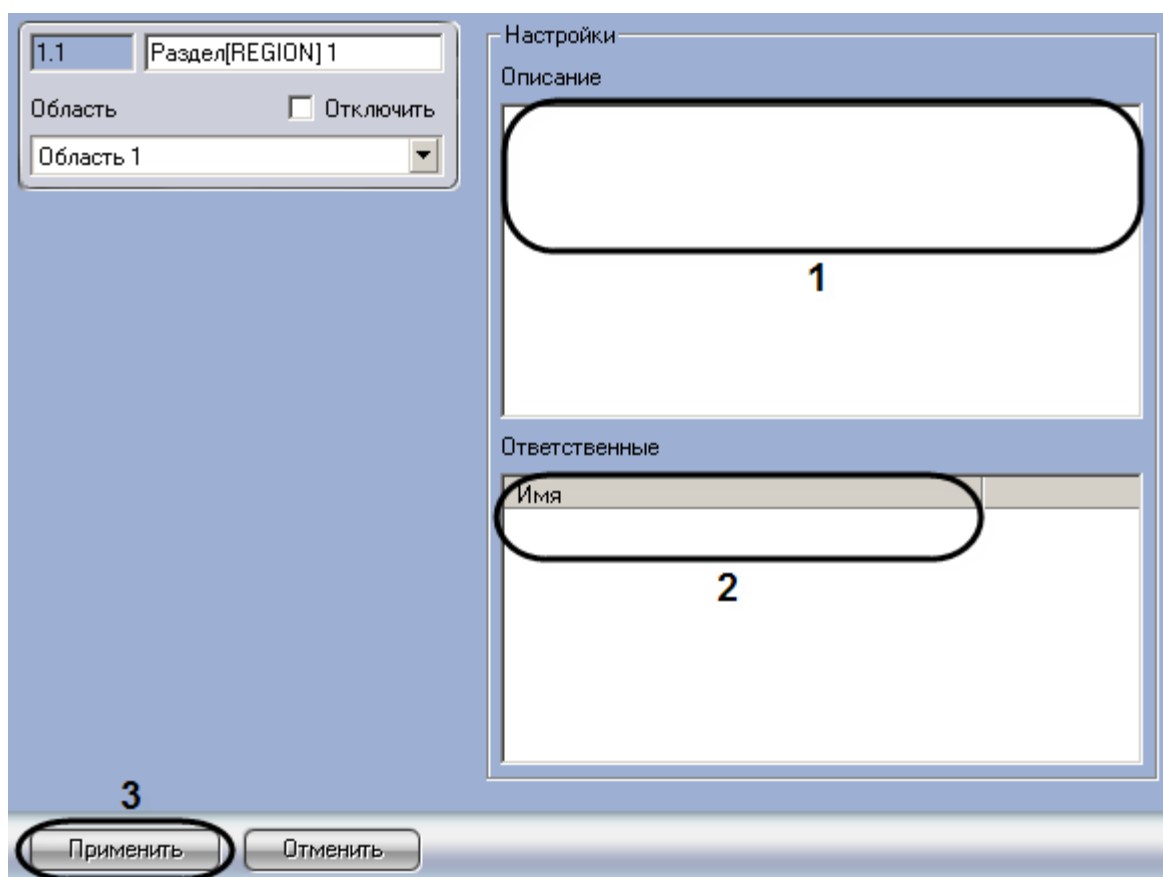 1.1 Раздел[REGION] 1
Область Отключить
Область 1
Настройки
Описание
1
Ответственные
Имя
2
3
Применить Отменить